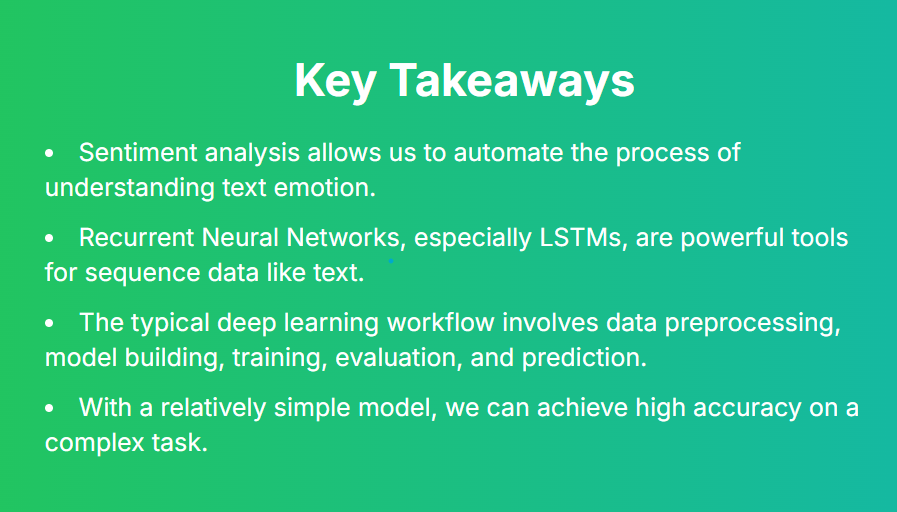 Key Takeaways
• Sentiment analysis allows us to automate the process of
understanding text emotion.
• Recurrent Neural Networks, especially LSTMs, are powerful tools
for sequence data like text.
• The typical deep learning workflow involves data preprocessing,
model building, training, evaluation, and prediction.
• With a relatively simple model, we can achieve high accuracy on a
complex task.